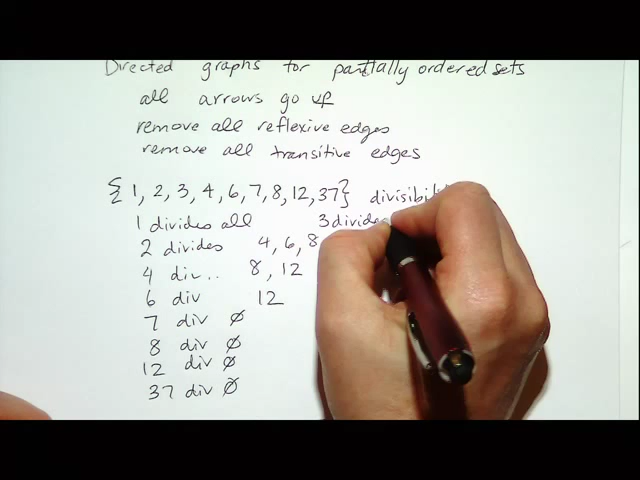 Directed graphs for partially ordered sets
all arrows go up
remove all reflexive edges
remove all transitive edges
{1, 2, 3, 4, 6, 7, 8, 12, 37} divisibil
1 divides all 3 divides
2 divides 4, 6, 8
4 div .. 8, 12
6 div 12
7 div ∅
8 div ∅
12 div ∅
37 div ∅